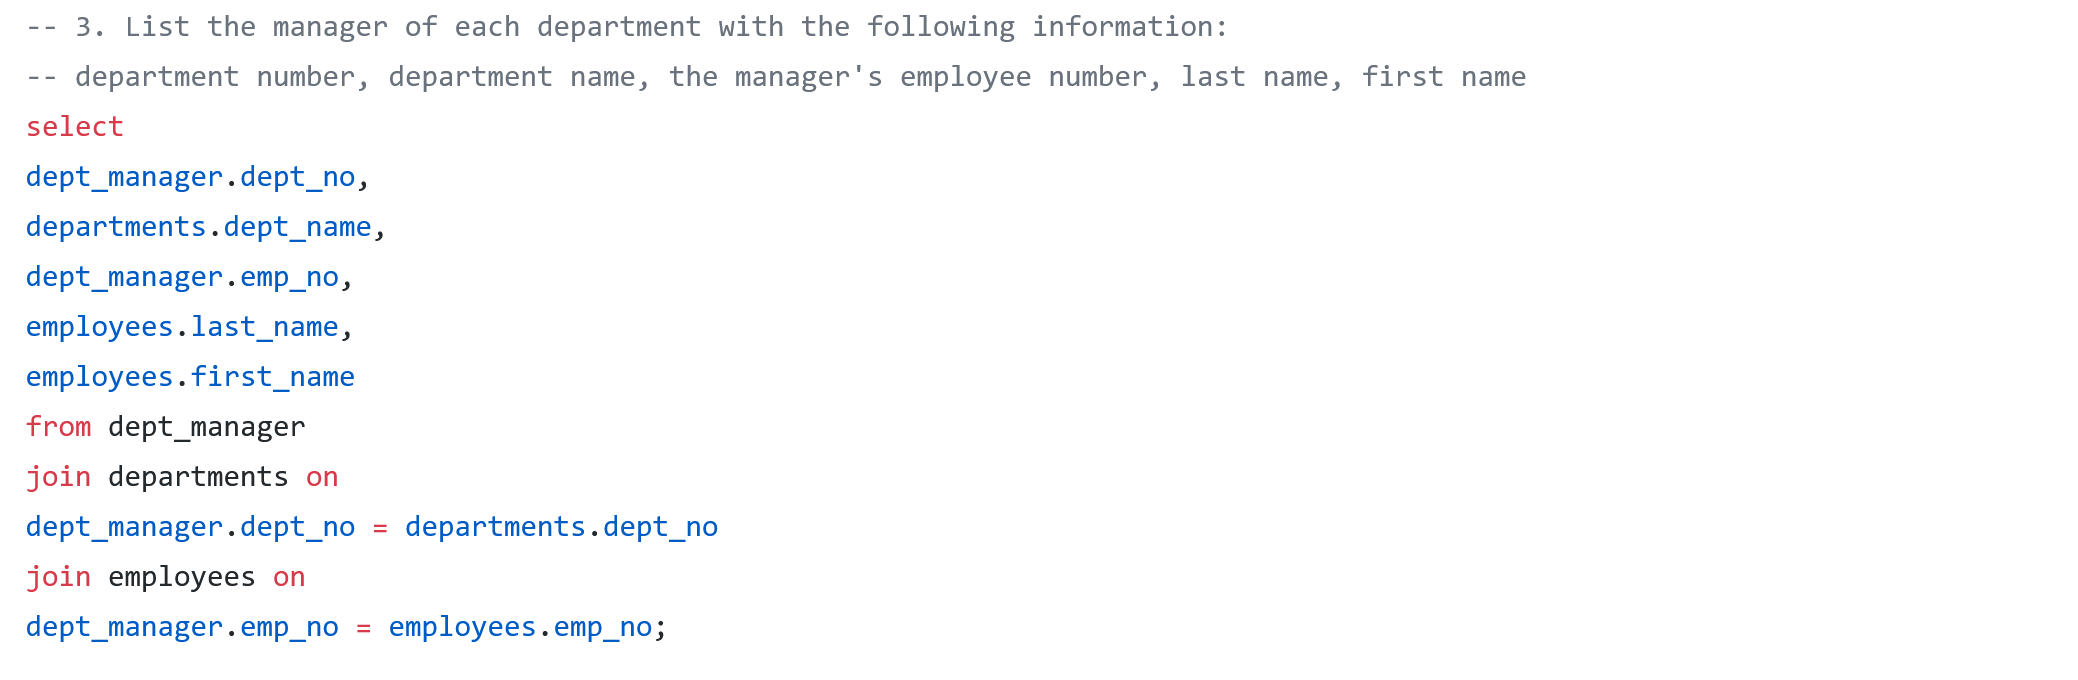 -- 3. List the manager of each department with the following information:
-- department number, department name, the manager's employee number, last name, first name
select
dept_manager.dept_no,
departments.dept_name,
dept_manager.emp_no,
employees.last_name,
employees.first_name
from dept_manager
join departments on
dept_manager.dept_no = departments.dept_no
join employees on
dept_manager.emp_no = employees.emp_no;